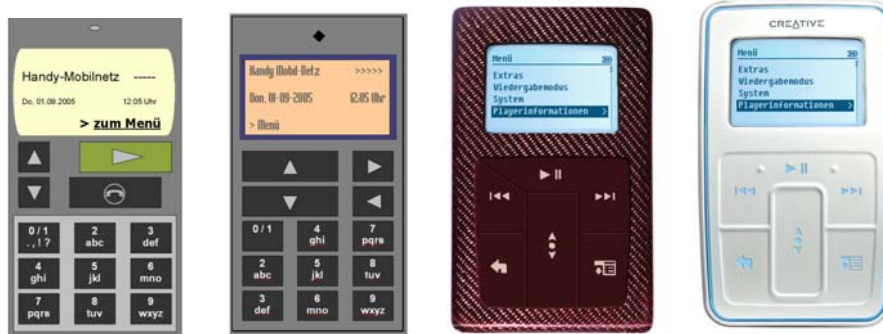 Handy-Mobilnetz -----
Do. 01.09.2005 12:05 Uhr
> zum Menü
0/1 2 3
. , ! ? abc def
4 5 6
ghi jkl mno
7 8 9
pqrs tuv wxyz
Handy Mobil-Netz >>>>>
Don. 01-09-2005 12:05 Uhr
> Menü
0/1 4 7
ghi pqrs
2 5 8
abc jkl tuv
3 6 9
def mno wxyz
Menü
Extras
Wiedergabemodus
System
Playerinformationen >
CREATIVE
Menü
Extras
Wiedergabemodus
System
Playerinformationen >